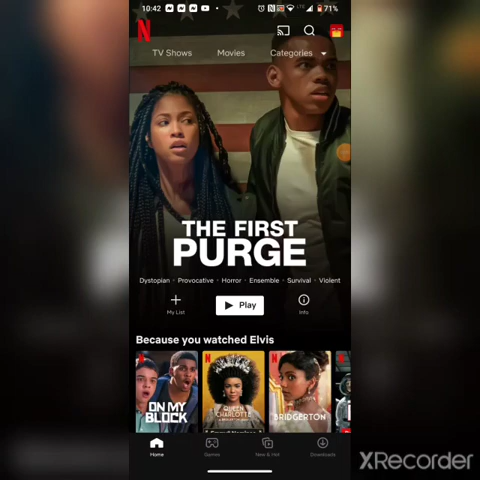 10:42
LTE
71%
N
TV Shows
Movies
Categories
THE FIRST
PURGE
Dystopian · Provocative · Horror · Ensemble · Survival · Violent
My List
Play
Info
Because you watched Elvis
N
N
N
ON MY
BLOCK
QUEEN
CHARLOTTE
BRIDGERTON
Home
Games
New & Hot
Downloads
XRecorder